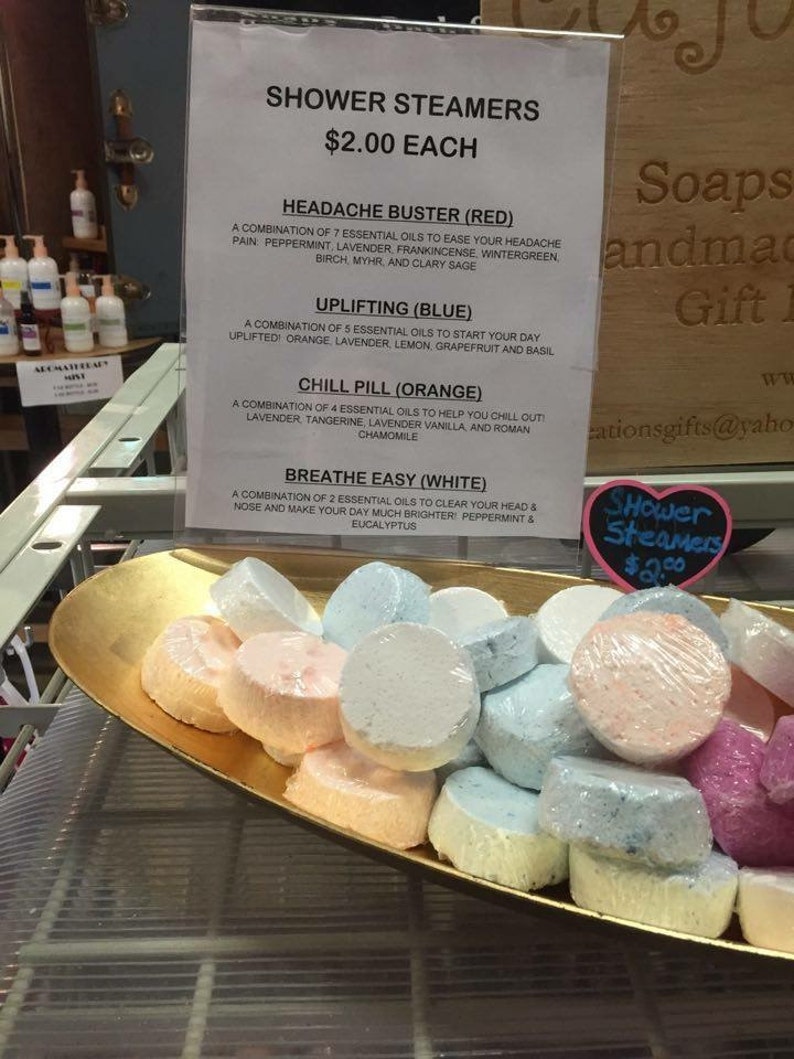 SHOWER STEAMERS
$2.00 EACH
HEADACHE BUSTER (RED)
A COMBINATION OF 7 ESSENTIAL OILS TO EASE YOUR HEADACHE
PAIN: PEPPERMINT, LAVENDER, FRANKINCENSE, WINTERGREEN,
BIRCH, MYHR, AND CLARY SAGE
UPLIFTING (BLUE)
A COMBINATION OF 5 ESSENTIAL OILS TO START YOUR DAY
UPLIFTED! ORANGE, LAVENDER, LEMON, GRAPEFRUIT AND BASIL
CHILL PILL (ORANGE)
A COMBINATION OF 4 ESSENTIAL OILS TO HELP YOU CHILL OUT!
LAVENDER, TANGERINE, LAVENDER VANILLA, AND ROMAN
CHAMOMILE
BREATHE EASY (WHITE)
A COMBINATION OF 2 ESSENTIAL OILS TO CLEAR YOUR HEAD &
NOSE AND MAKE YOUR DAY MUCH BRIGHTER! PEPPERMINT &
EUCALYPTUS
Soaps
andmad
Gift
ww
eationsgifts@yaho
Shower
Steamers
$2.00
AROMATHERAPY
MIST